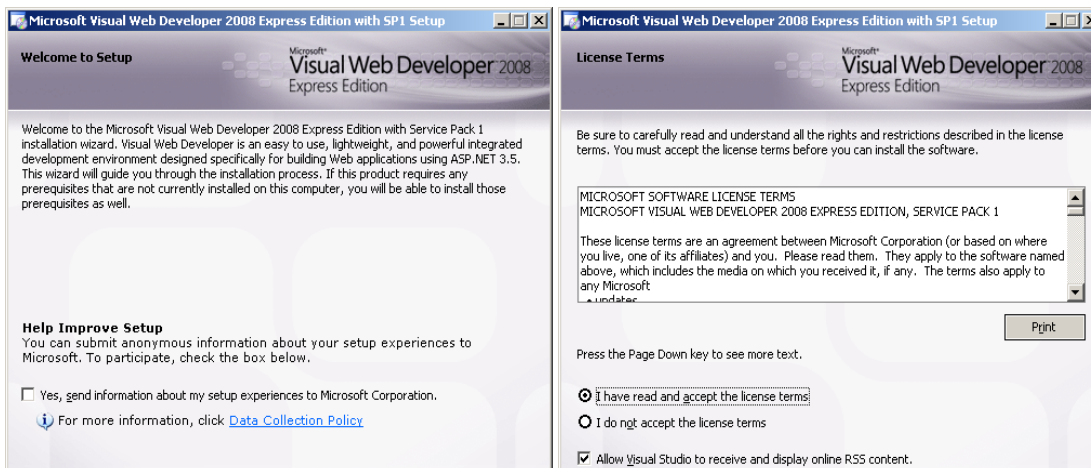 Microsoft Visual Web Developer 2008 Express Edition with SP1 Setup
Welcome to Setup
Microsoft®
Visual Web Developer 2008
Express Edition
Welcome to the Microsoft Visual Web Developer 2008 Express Edition with Service Pack 1
installation wizard. Visual Web Developer is an easy to use, lightweight, and powerful integrated
development environment designed specifically for building Web applications using ASP.NET 3.5.
This wizard will guide you through the installation process. If this product requires any
prerequisites that are not currently installed on this computer, you will be able to install those
prerequisites as well.
Help Improve Setup
You can submit anonymous information about your setup experiences to
Microsoft. To participate, check the box below.
Yes, send information about my setup experiences to Microsoft Corporation.
For more information, click Data Collection Policy
Microsoft Visual Web Developer 2008 Express Edition with SP1 Setup
License Terms
Microsoft®
Visual Web Developer 2008
Express Edition
Be sure to carefully read and understand all the rights and restrictions described in the license
terms. You must accept the license terms before you can install the software.
MICROSOFT SOFTWARE LICENSE TERMS
MICROSOFT VISUAL WEB DEVELOPER 2008 EXPRESS EDITION, SERVICE PACK 1
These license terms are an agreement between Microsoft Corporation (or based on where
you live, one of its affiliates) and you. Please read them. They apply to the software named
above, which includes the media on which you received it, if any. The terms also apply to
any Microsoft
• updates
Print
Press the Page Down key to see more text.
I have read and accept the license terms
I do not accept the license terms
Allow Visual Studio to receive and display online RSS content.